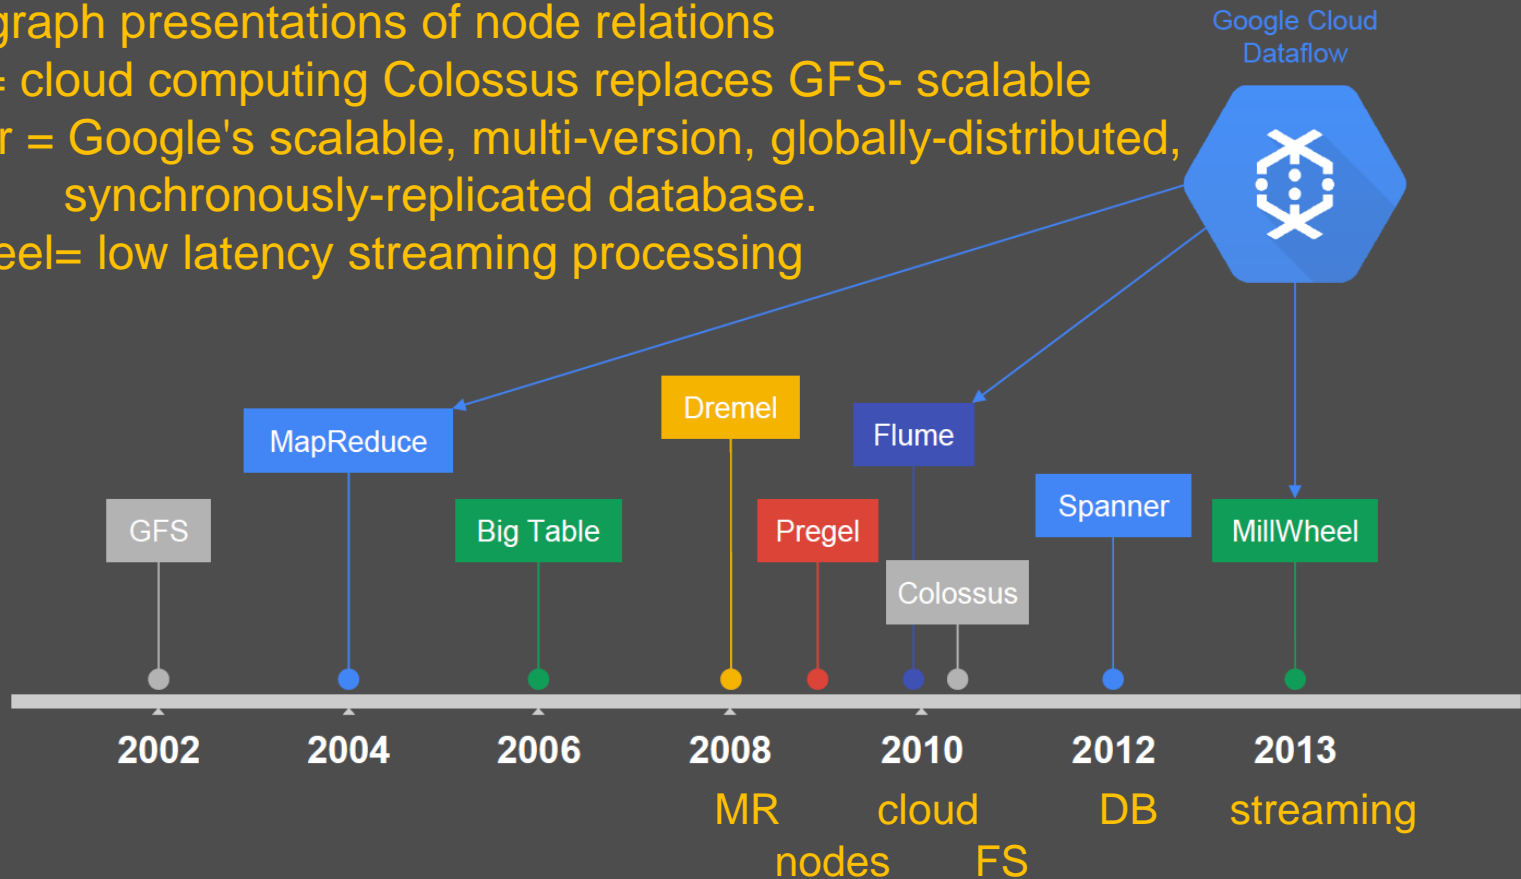 graph presentations of node relations
= cloud computing Colossus replaces GFS- scalable
r = Google's scalable, multi-version, globally-distributed,
synchronously-replicated database.
eel= low latency streaming processing
Google Cloud
Dataflow
MapReduce
Dremel
Flume
GFS
Big Table
Pregel
Spanner
MillWheel
Colossus
2002 2004 2006 2008 2010 2012 2013
MR cloud DB streaming
nodes FS